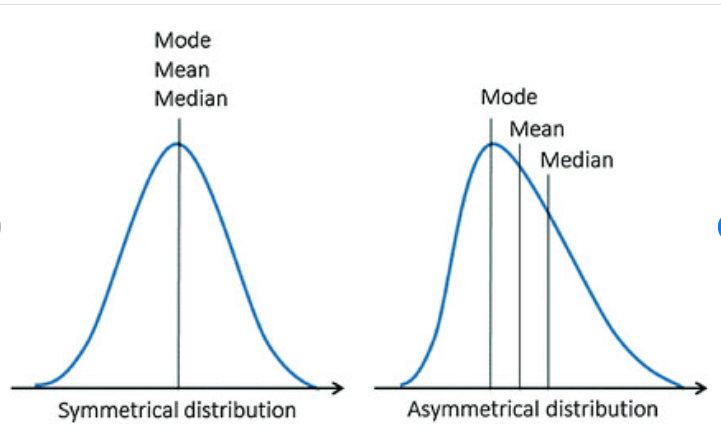 Mode
Mean
Median
Symmetrical distribution
Mode
Mean
Median
Asymmetrical distribution